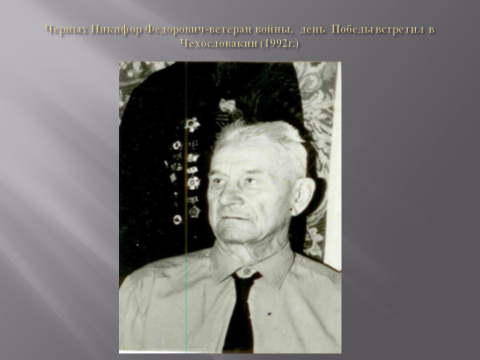 Черных Никифор Федорович-ветеран войны, день Победы встретил в
Чехословакии (1992г.)